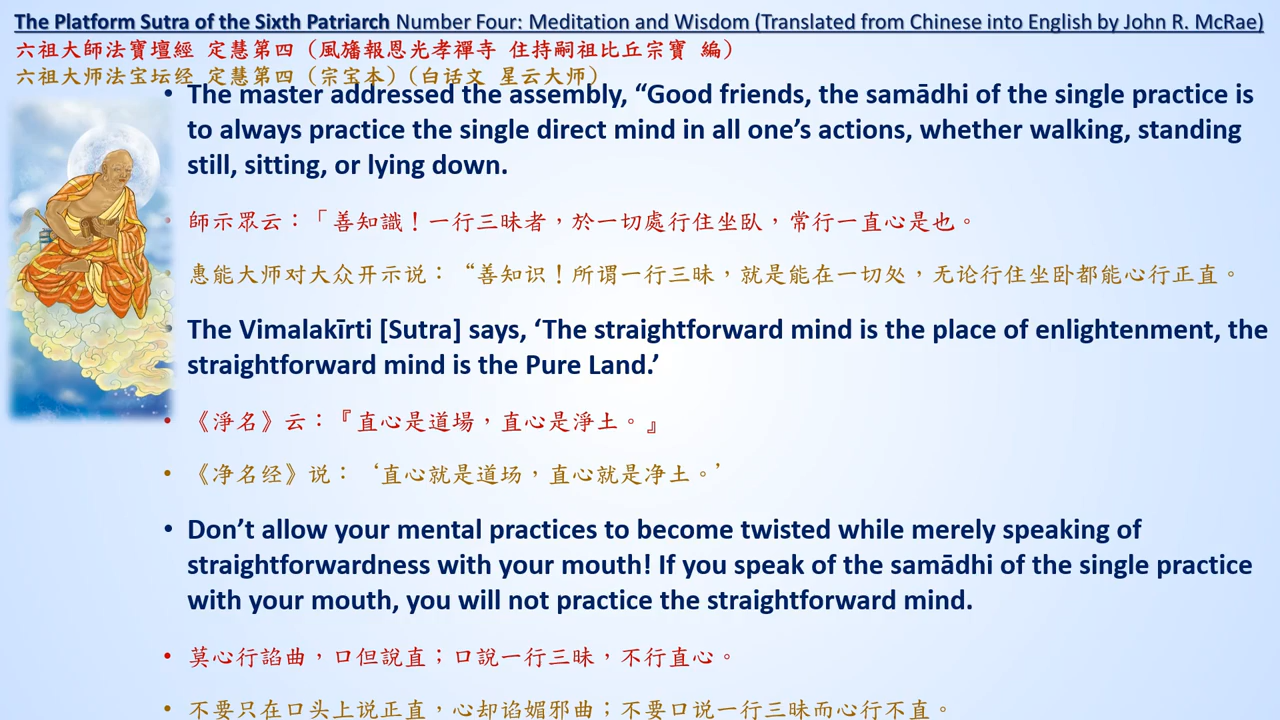 The Platform Sutra of the Sixth Patriarch Number Four: Meditation and Wisdom (Translated from Chinese into English by John R. McRae)
六祖大師法寶壇經 定慧第四 (風旛報恩光孝禪寺 住持嗣祖比丘宗寶 編)
六祖大师法宝坛经 定慧第四 (宗宝本) (白话文 星云大师)
• The master addressed the assembly, “Good friends, the samādhi of the single practice is
to always practice the single direct mind in all one’s actions, whether walking, standing
still, sitting, or lying down.
• 師示眾云：「善知識！一行三昧者，於一切處行住坐臥，常行一直心是也。
• 惠能大师对大众开示说：“善知识！所谓一行三昧，就是能在一切处，无论行住坐卧都能心行正直。
• The Vimalakīrti [Sutra] says, ‘The straightforward mind is the place of enlightenment, the
straightforward mind is the Pure Land.’
• 《淨名》云：『直心是道場，直心是淨土。』
• 《净名经》说：‘直心就是道场，直心就是净土。’
• Don’t allow your mental practices to become twisted while merely speaking of
straightforwardness with your mouth! If you speak of the samādhi of the single practice
with your mouth, you will not practice the straightforward mind.
• 莫心行諂曲，口但說直；口說一行三昧，不行直心。
• 不要只在口头上说正直，心却谄媚邪曲；不要口说一行三昧而心行不直。